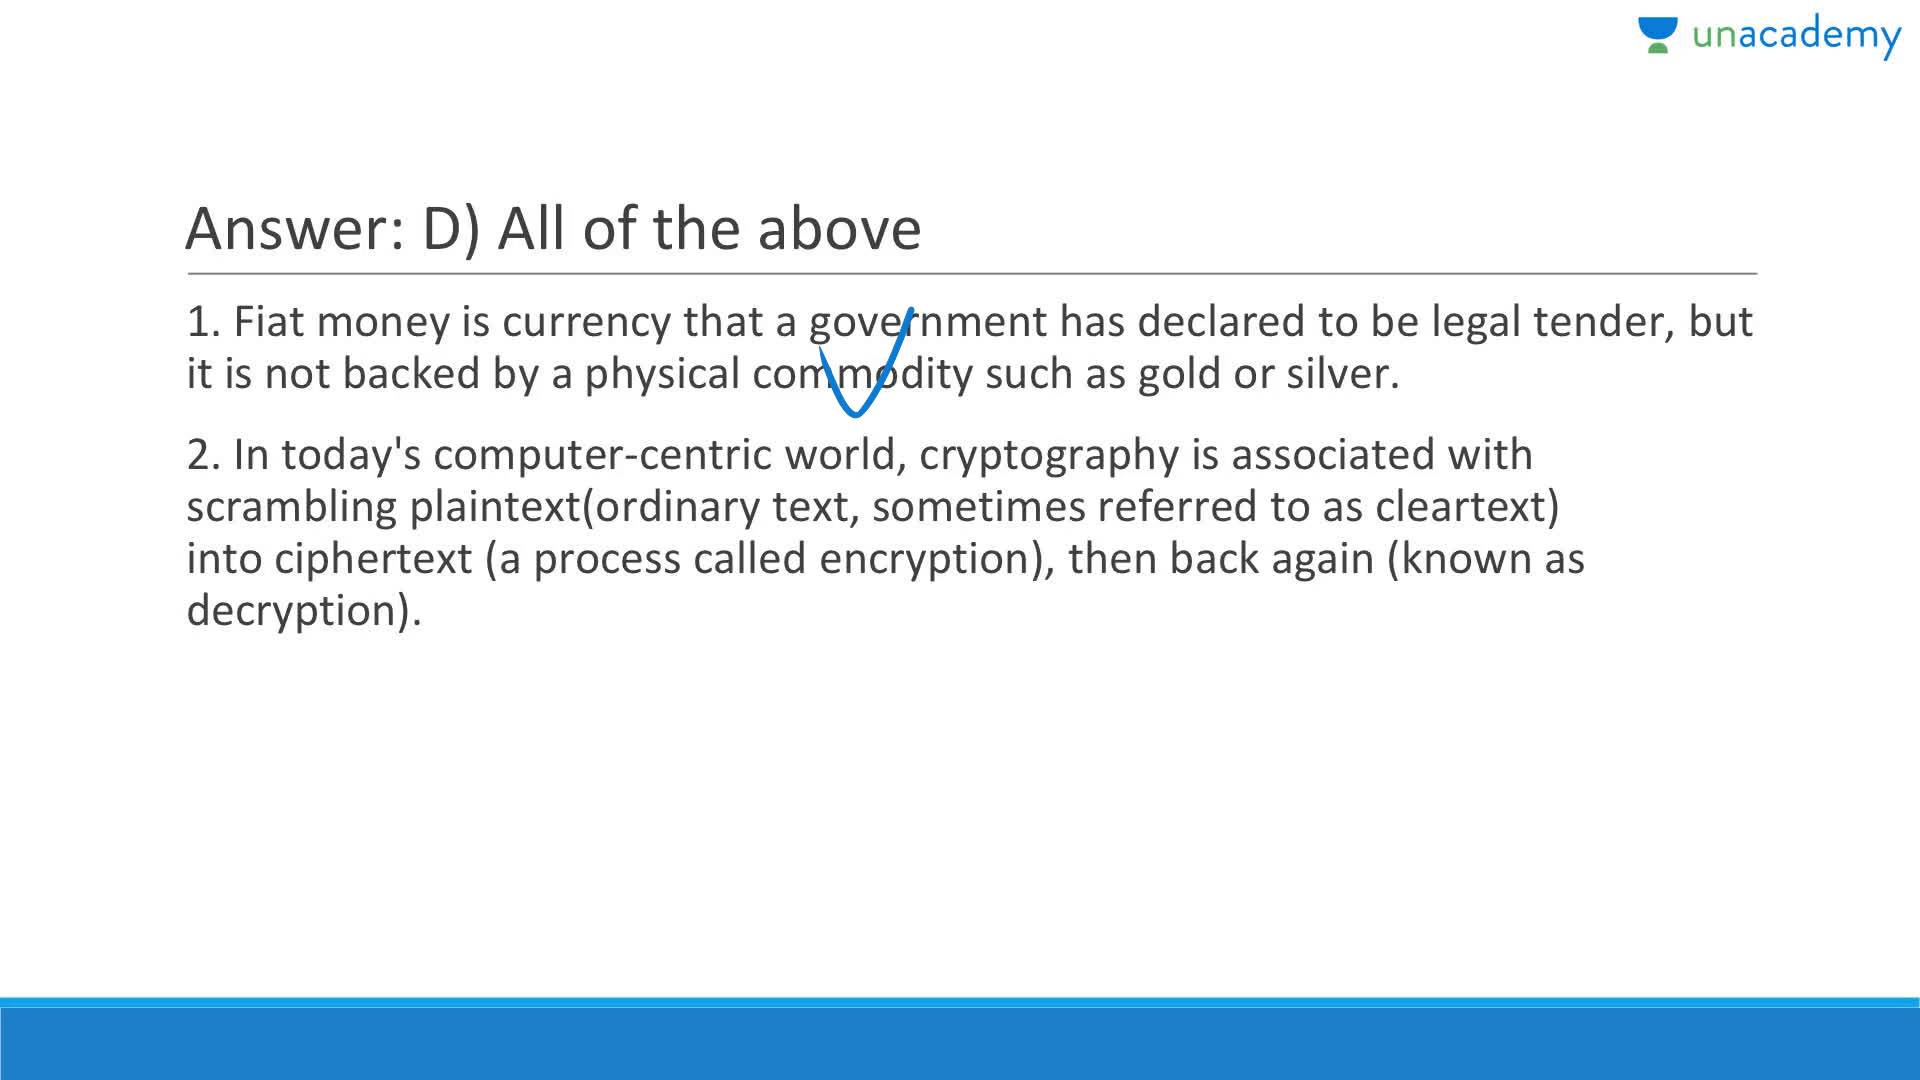 unacademy
Answer: D) All of the above
1. Fiat money is currency that a government has declared to be legal tender, but
it is not backed by a physical commodity such as gold or silver.
2. In today's computer-centric world, cryptography is associated with
scrambling plaintext(ordinary text, sometimes referred to as cleartext)
into ciphertext (a process called encryption), then back again (known as
decryption).